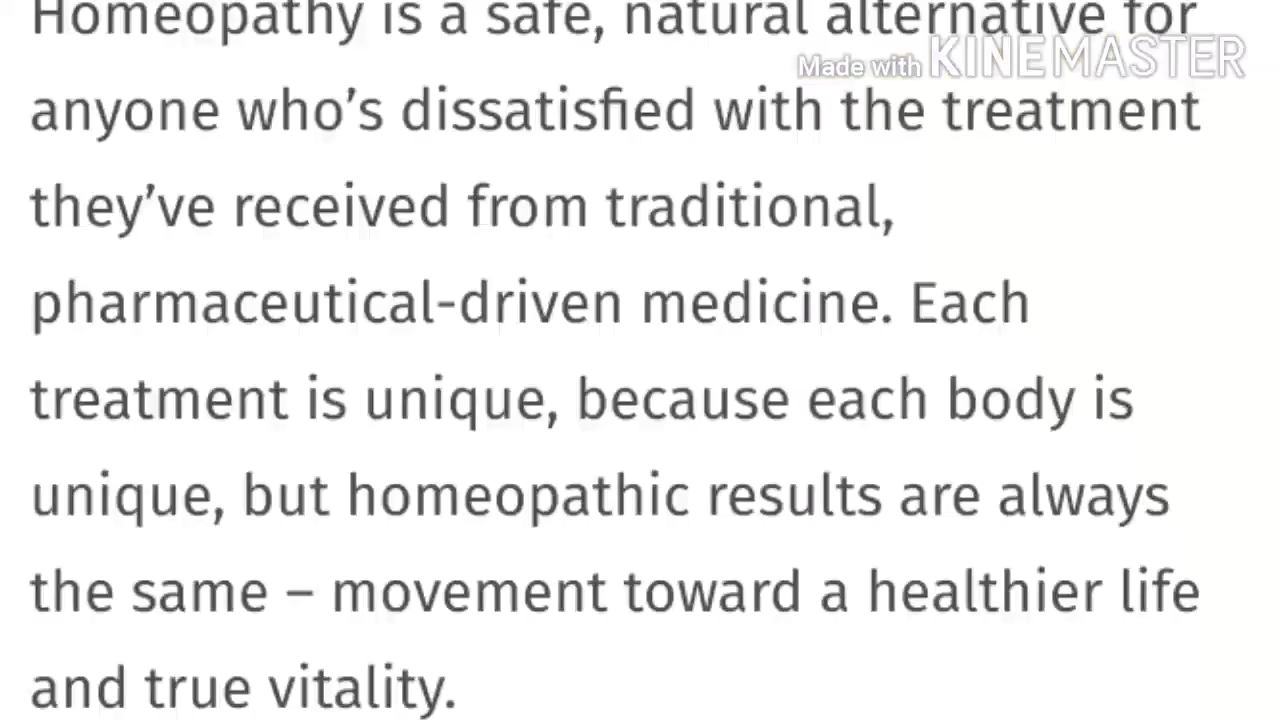 Homeopathy is a safe, natural alternative for
Made with KINEMASTER
anyone who’s dissatisfied with the treatment
they’ve received from traditional,
pharmaceutical-driven medicine. Each
treatment is unique, because each body is
unique, but homeopathic results are always
the same – movement toward a healthier life
and true vitality.